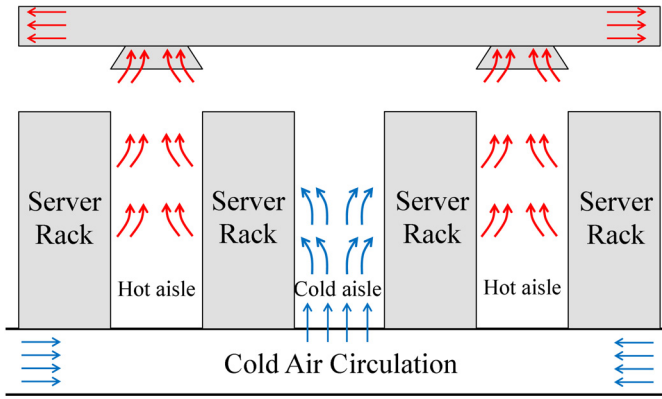 Server
Rack
Server
Rack
Server
Rack
Server
Rack
Hot aisle
Cold aisle
Hot aisle
Cold Air Circulation